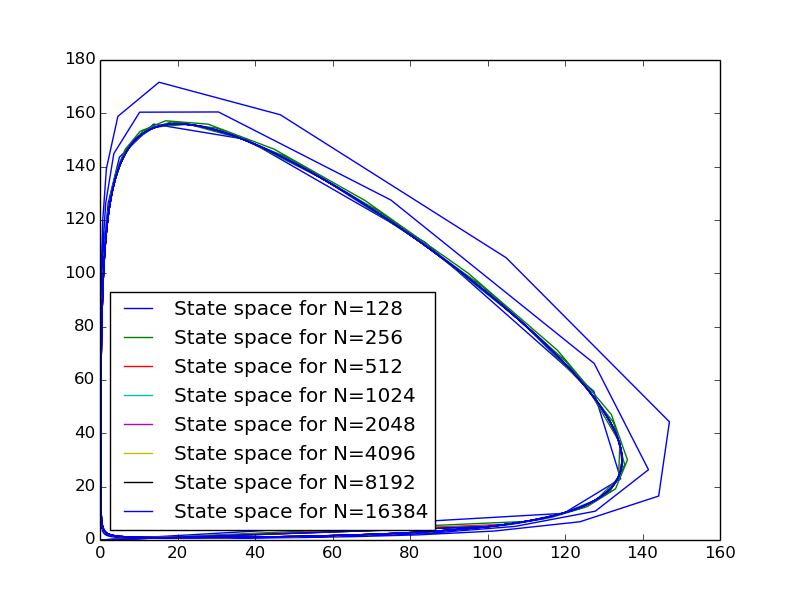 180
160
140
120
100
80
60
40
20
0
State space for N=128
State space for N=256
State space for N=512
State space for N=1024
State space for N=2048
State space for N=4096
State space for N=8192
State space for N=16384
0 20 40 60 80 100 120 140 160